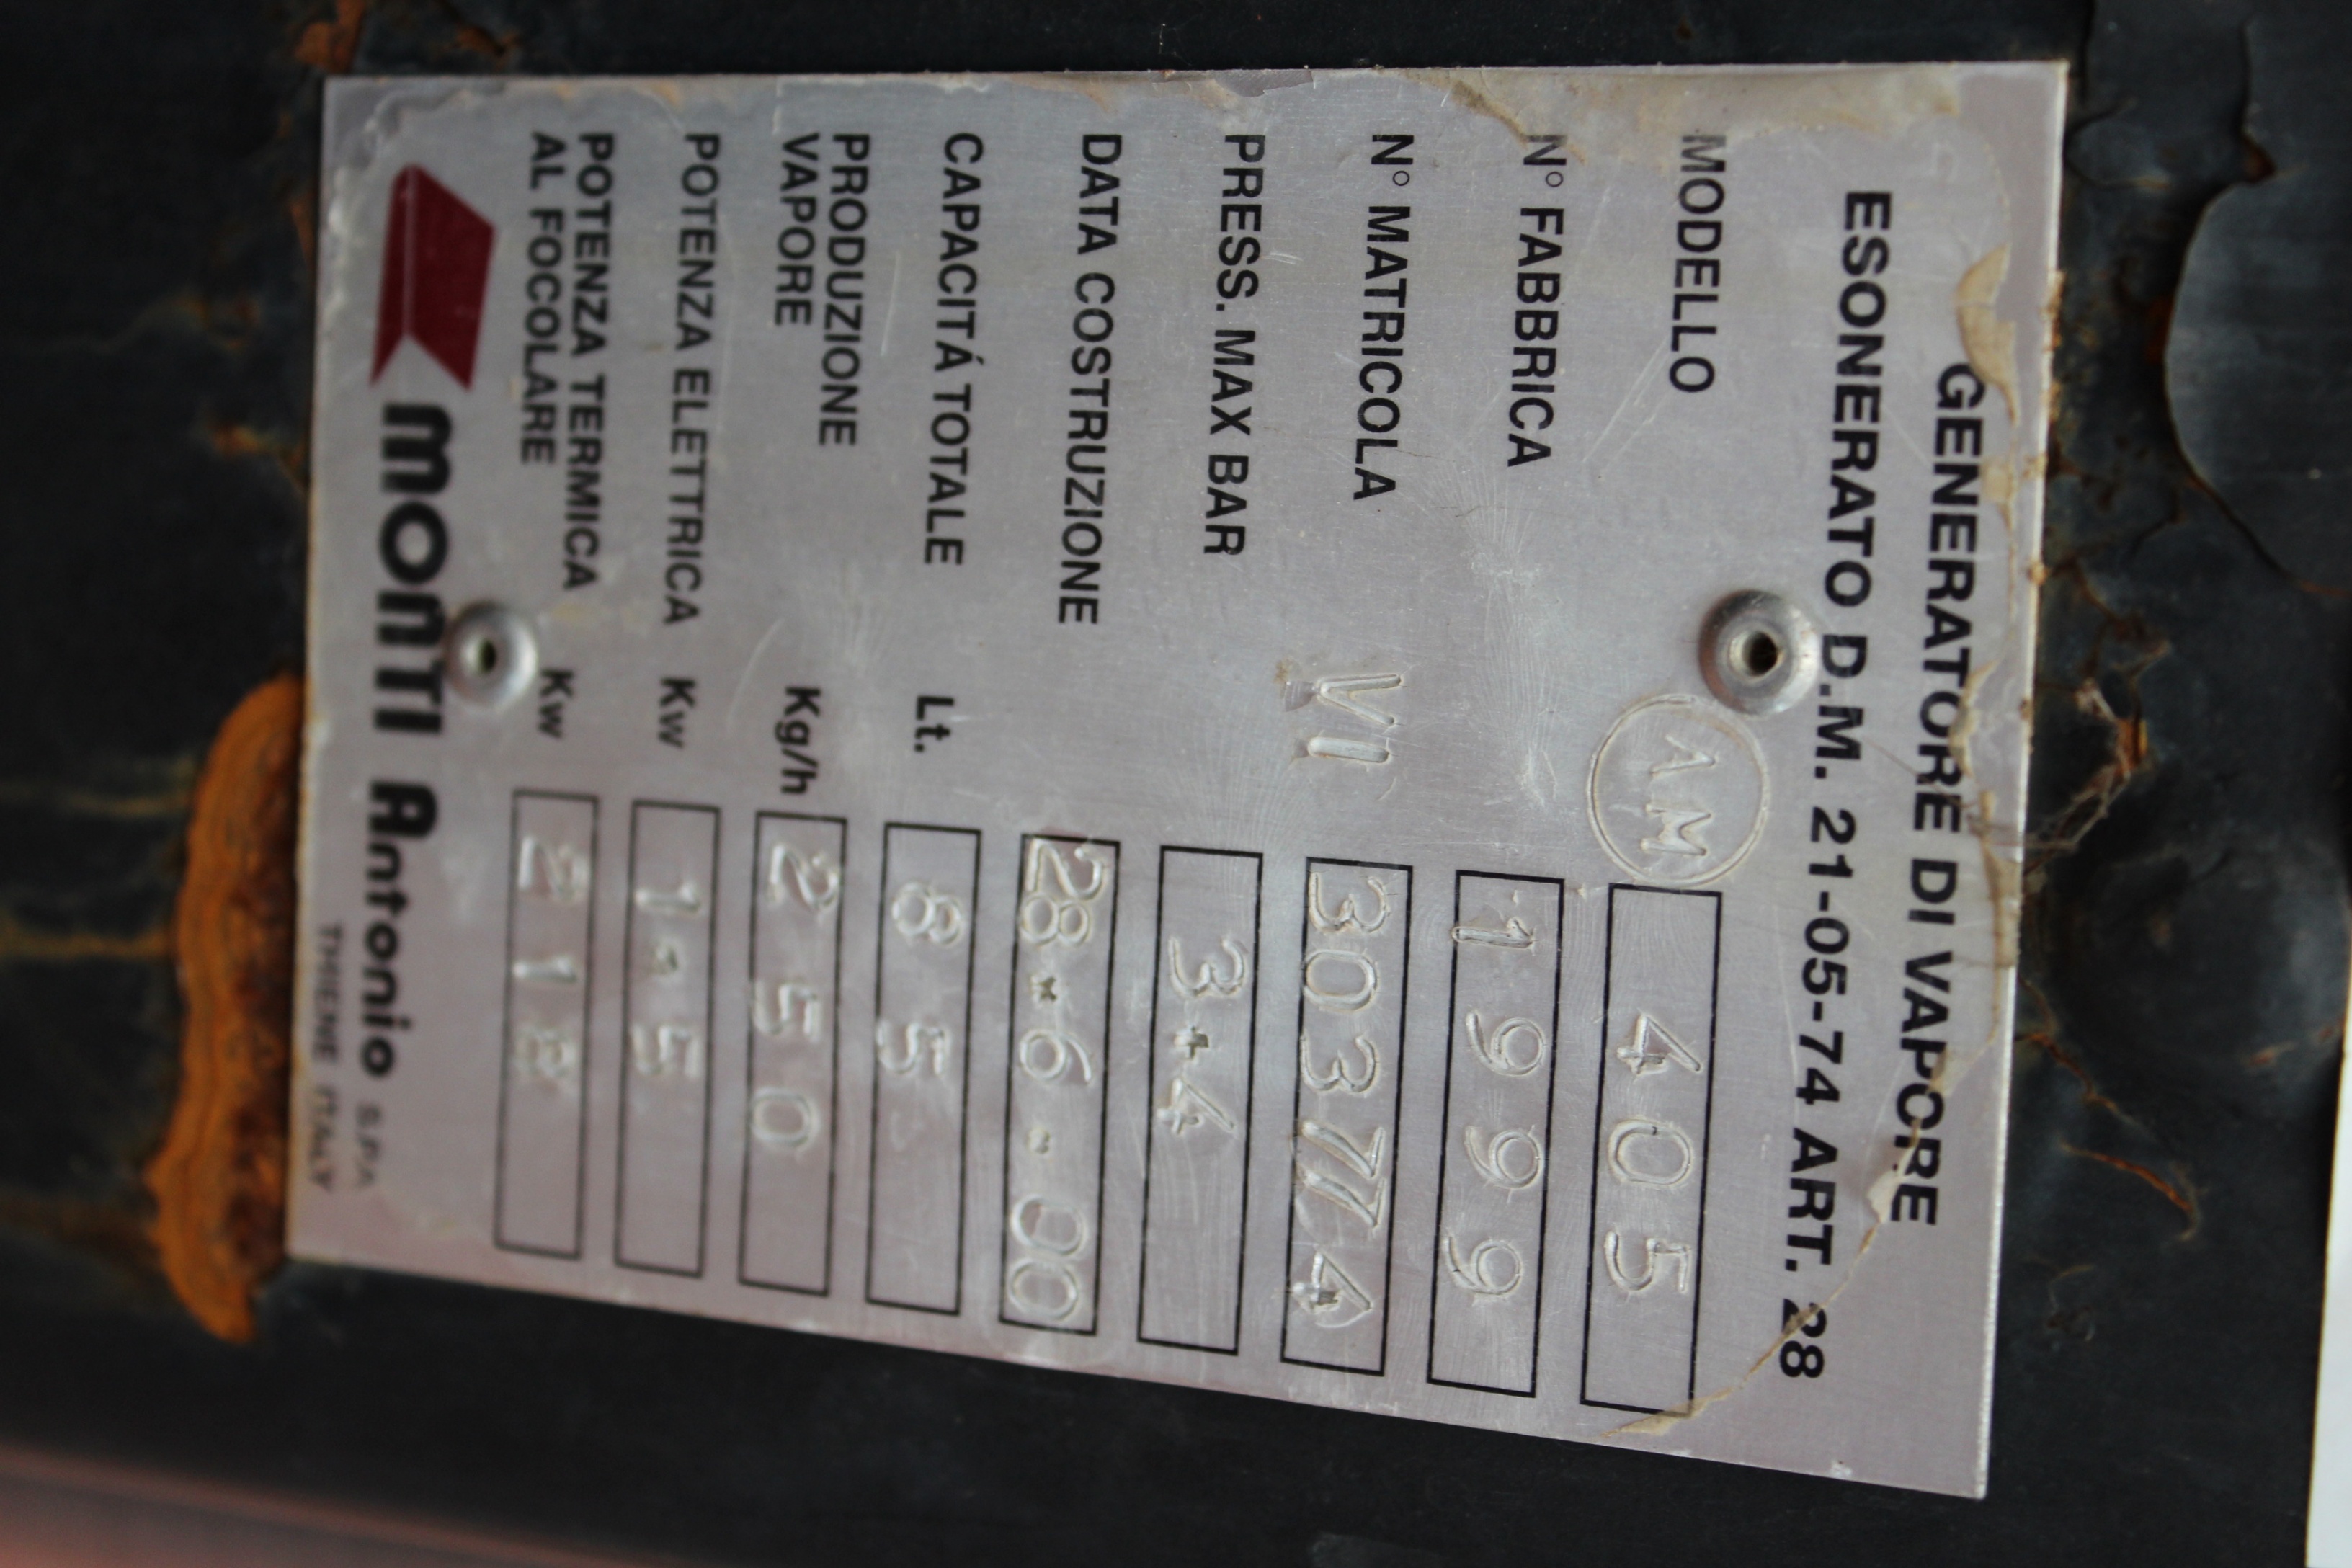 GENERATORE DI VAPORE
ESONERATO D.M. 21-05-74 ART. 28
AM
MODELLO 405
N° FABBRICA 1999
N° MATRICOLA VI 303774
PRESS. MAX BAR 3.4
DATA COSTRUZIONE 28.6.00
CAPACITÁ TOTALE Lt. 85
PRODUZIONE
VAPORE Kg/h 250
POTENZA ELETTRICA Kw 1.5
POTENZA TERMICA
AL FOCOLARE Kw 218
MONTI Antonio S.P.A.
THIENE ITALY